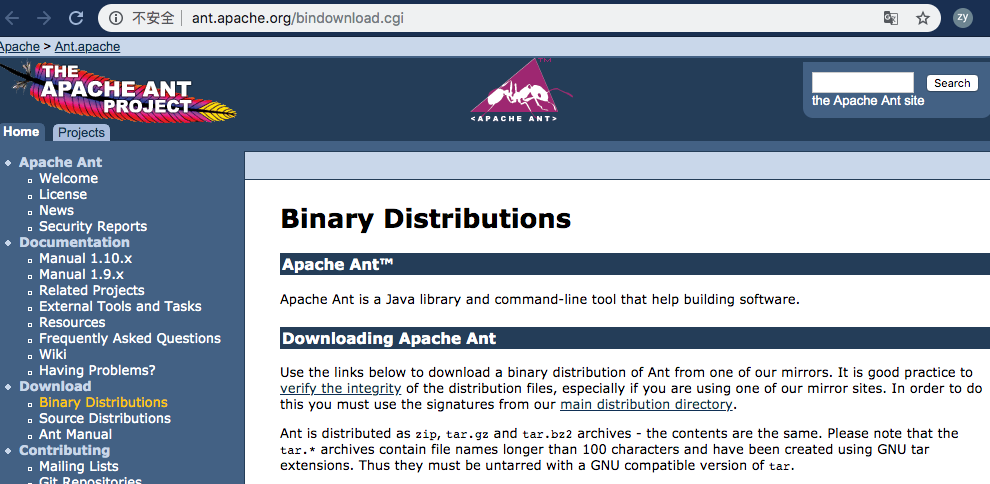 不安全 ant.apache.org/bindownload.cgi
zy
Apache > Ant.apache
THE
APACHE ANT
PROJECT
<APACHE ANT>
TM
Search
the Apache Ant site
Home
Projects
Apache Ant
Welcome
License
News
Security Reports
Documentation
Manual 1.10.x
Manual 1.9.x
Related Projects
External Tools and Tasks
Resources
Frequently Asked Questions
Wiki
Having Problems?
Download
Binary Distributions
Source Distributions
Ant Manual
Contributing
Mailing Lists
Git Repositories
Binary Distributions
Apache Ant™
Apache Ant is a Java library and command-line tool that help building software.
Downloading Apache Ant
Use the links below to download a binary distribution of Ant from one of our mirrors. It is good practice to
verify the integrity of the distribution files, especially if you are using one of our mirror sites. In order to do
this you must use the signatures from our main distribution directory.
Ant is distributed as zip, tar.gz and tar.bz2 archives - the contents are the same. Please note that the
tar.* archives contain file names longer than 100 characters and have been created using GNU tar
extensions. Thus they must be untarred with a GNU compatible version of tar.